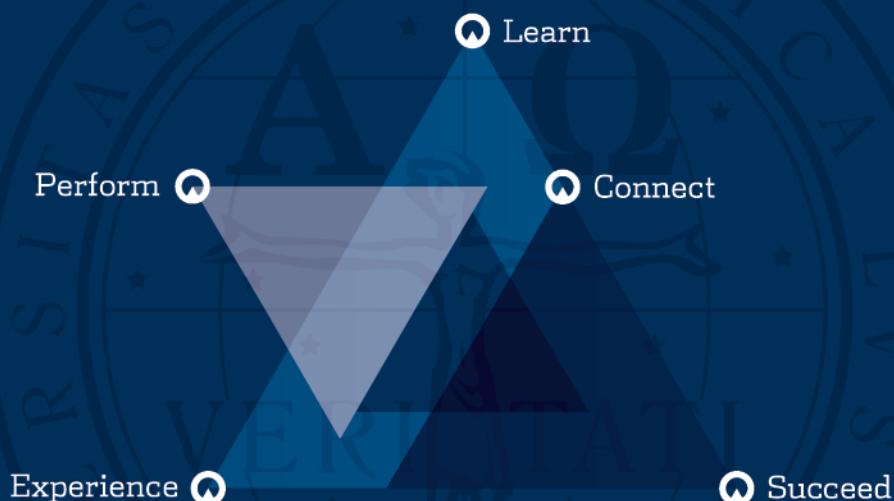 Learn
Perform
Connect
Experience
Succeed
Α Ω
VERITATI